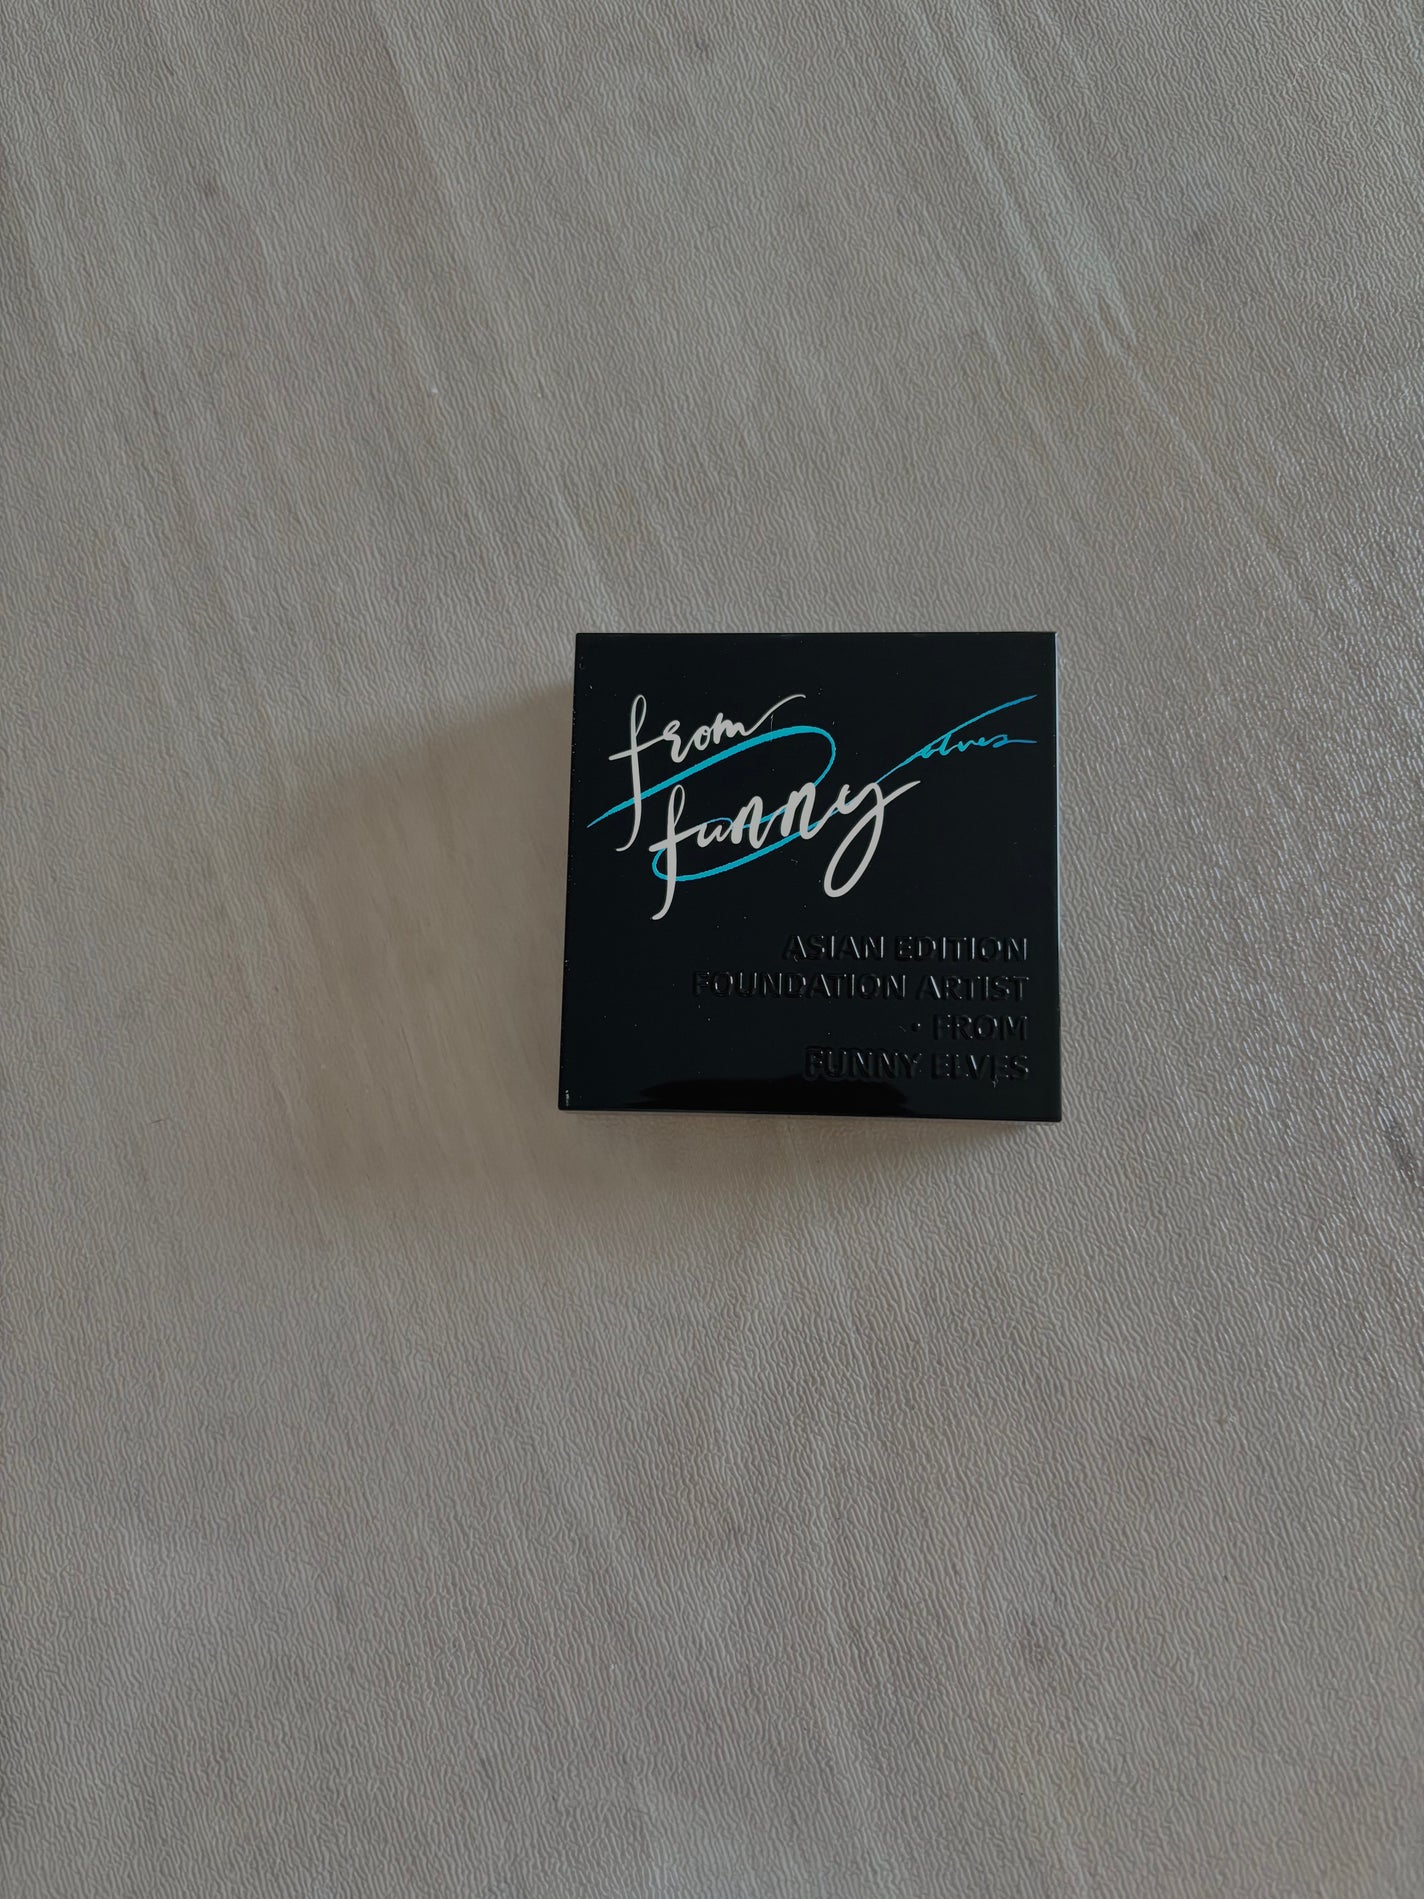 from
funny
elves
ASIAN EDITION
FOUNDATION ARTIST
· FROM
FUNNY ELVES